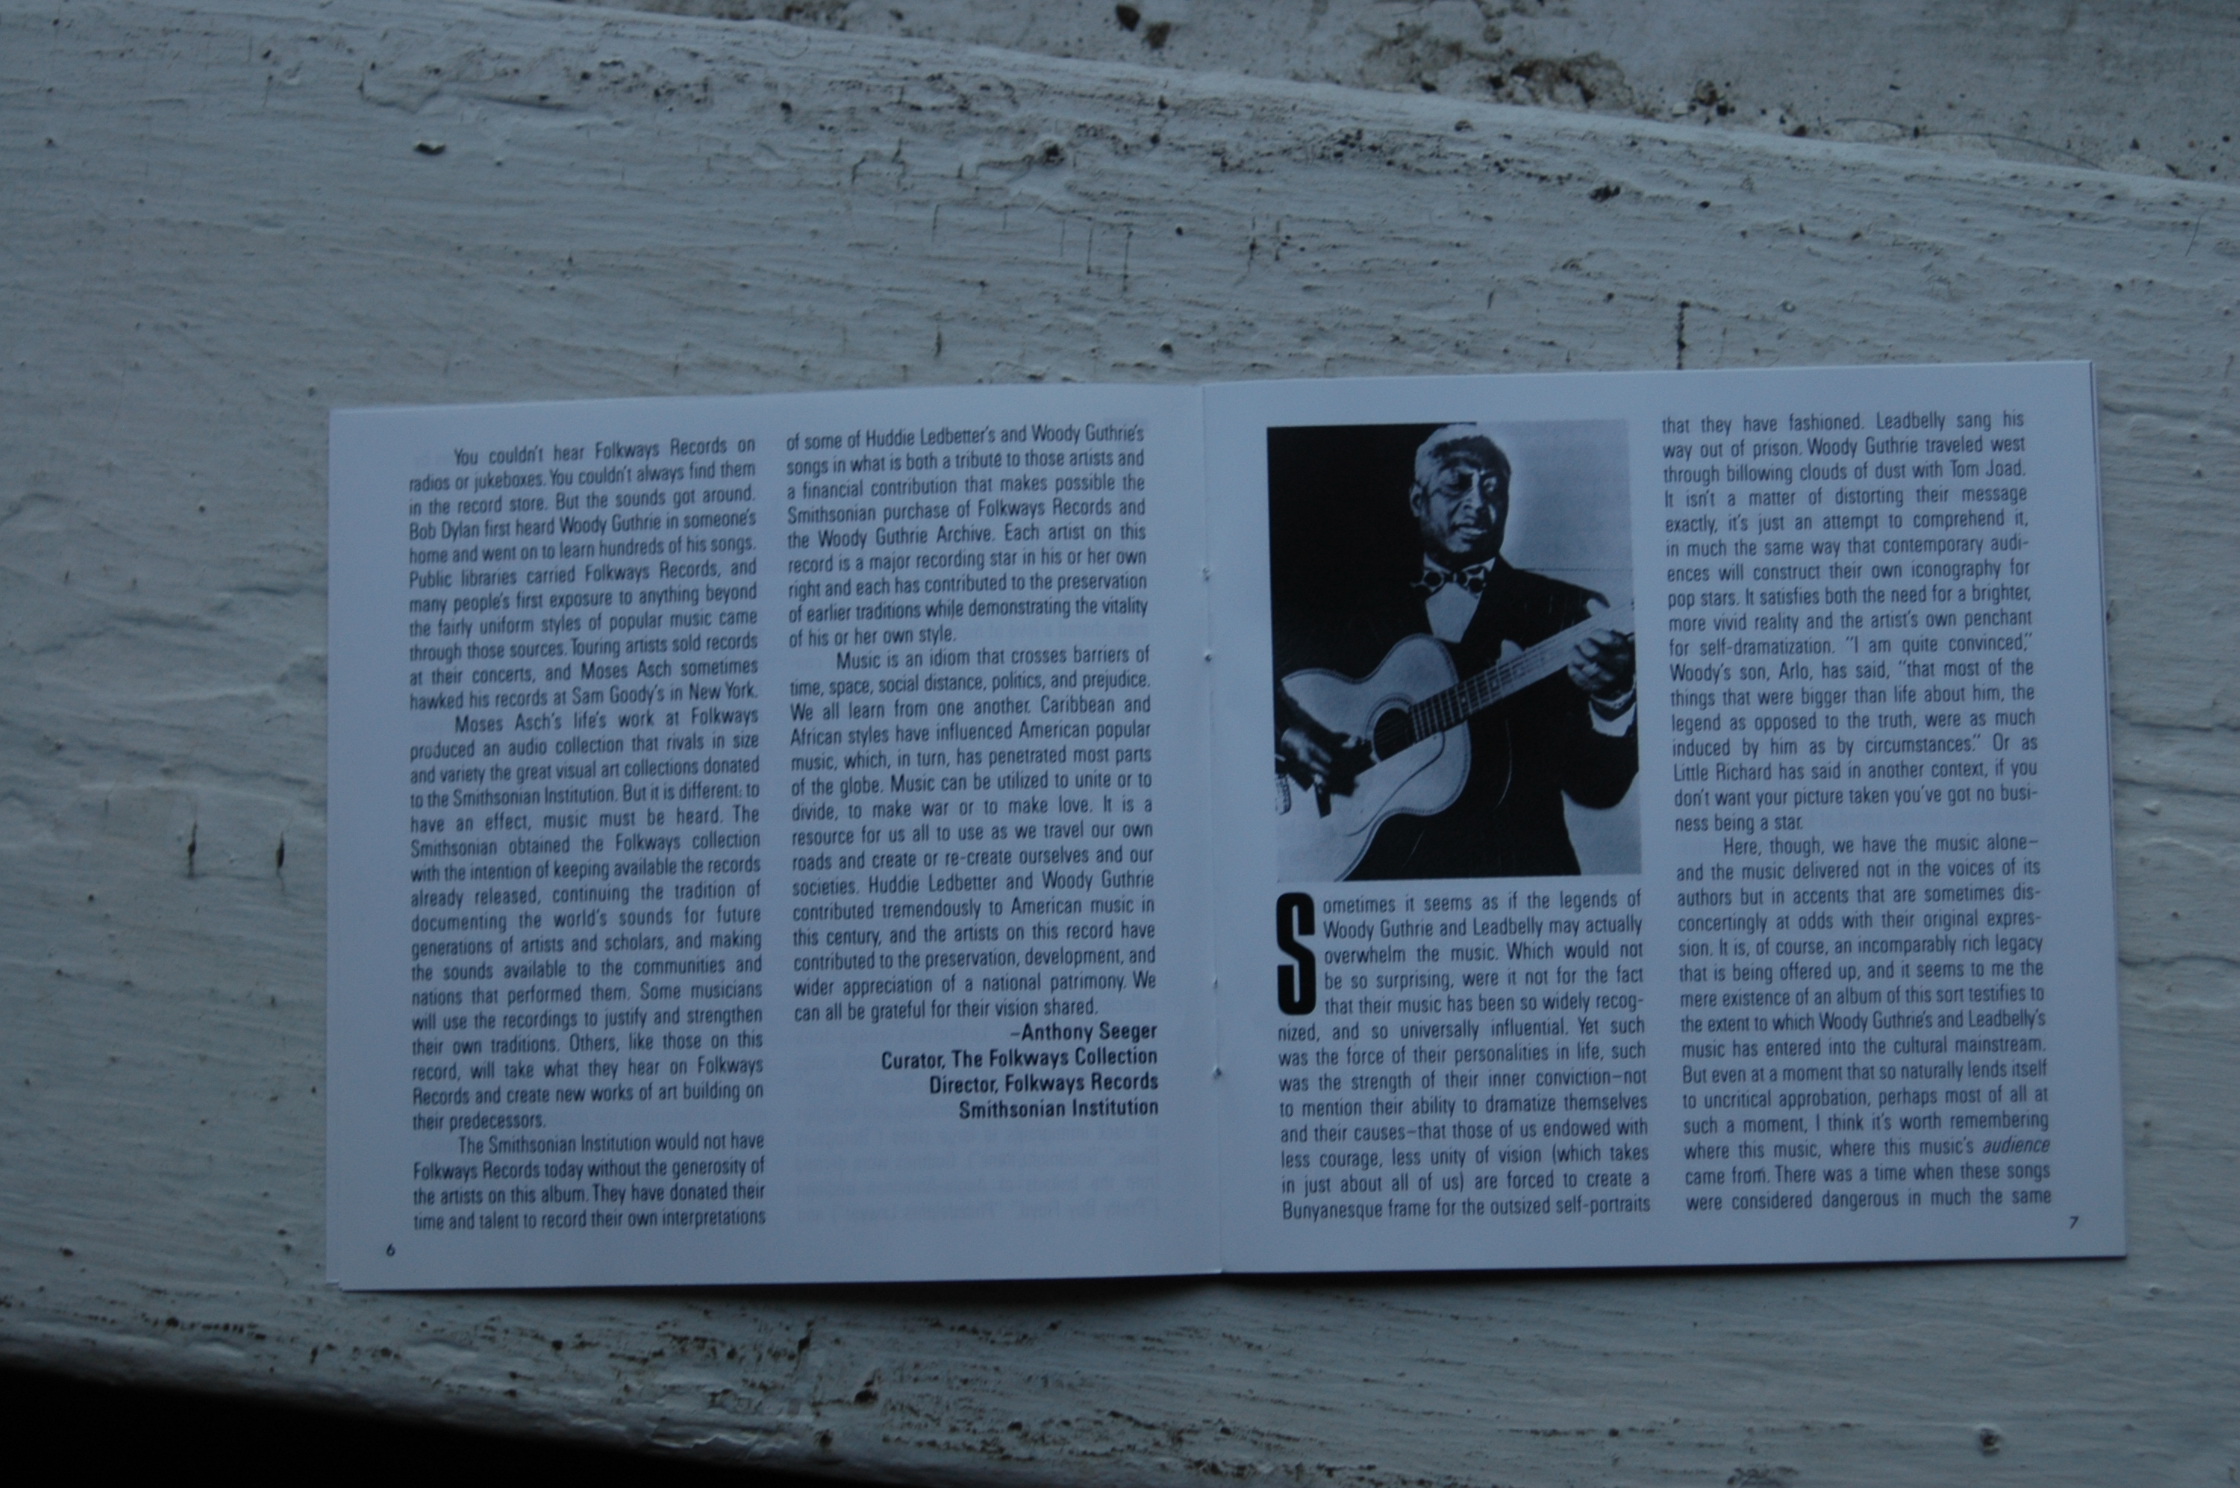 You couldn't hear Folkways Records on
radios or jukeboxes. You couldn't always find them
in the record store. But the sounds got around.
Bob Dylan first heard Woody Guthrie in someone's
home and went on to learn hundreds of his songs.
Public libraries carried Folkways Records, and
many people's first exposure to anything beyond
the fairly uniform styles of popular music came
through those sources. Touring artists sold records
at their concerts, and Moses Asch sometimes
hawked his records at Sam Goody's in New York.
Moses Asch's life's work at Folkways
produced an audio collection that rivals in size
and variety the great visual art collections donated
to the Smithsonian Institution. But it is different: to
have an effect, music must be heard. The
Smithsonian obtained the Folkways collection
with the intention of keeping available the records
already released, continuing the tradition of
documenting the world's sounds for future
generations of artists and scholars, and making
the sounds available to the communities and
nations that performed them. Some musicians
will use the recordings to justify and strengthen
their own traditions. Others, like those on this
record, will take what they hear on Folkways
Records and create new works of art building on
their predecessors.
The Smithsonian Institution would not have
Folkways Records today without the generosity of
the artists on this album. They have donated their
time and talent to record their own interpretations
6
of some of Huddie Ledbetter's and Woody Guthrie's
songs in what is both a tribute to those artists and
a financial contribution that makes possible the
Smithsonian purchase of Folkways Records and
the Woody Guthrie Archive. Each artist on this
record is a major recording star in his or her own
right and each has contributed to the preservation
of earlier traditions while demonstrating the vitality
of his or her own style.
Music is an idiom that crosses barriers of
time, space, social distance, politics, and prejudice.
We all learn from one another. Caribbean and
African styles have influenced American popular
music, which, in turn, has penetrated most parts
of the globe. Music can be utilized to unite or to
divide, to make war or to make love. It is a
resource for us all to use as we travel our own
roads and create or re-create ourselves and our
societies. Huddie Ledbetter and Woody Guthrie
contributed tremendously to American music in
this century, and the artists on this record have
contributed to the preservation, development, and
wider appreciation of a national patrimony. We
can all be grateful for their vision shared.
–Anthony Seeger
Curator, The Folkways Collection
Director, Folkways Records
Smithsonian Institution
Sometimes it seems as if the legends of
Woody Guthrie and Leadbelly may actually
overwhelm the music. Which would not
be so surprising, were it not for the fact
that their music has been so widely recog-
nized, and so universally influential. Yet such
was the force of their personalities in life, such
was the strength of their inner conviction–not
to mention their ability to dramatize themselves
and their causes–that those of us endowed with
less courage, less unity of vision (which takes
in just about all of us) are forced to create a
Bunyanesque frame for the outsized self-portraits
that they have fashioned. Leadbelly sang his
way out of prison. Woody Guthrie traveled west
through billowing clouds of dust with Tom Joad.
It isn't a matter of distorting their message
exactly, it's just an attempt to comprehend it,
in much the same way that contemporary audi-
ences will construct their own iconography for
pop stars. It satisfies both the need for a brighter,
more vivid reality and the artist's own penchant
for self-dramatization. "I am quite convinced,"
Woody's son, Arlo, has said, "that most of the
things that were bigger than life about him, the
legend as opposed to the truth, were as much
induced by him as by circumstances." Or as
Little Richard has said in another context, if you
don't want your picture taken you've got no busi-
ness being a star.
Here, though, we have the music alone–
and the music delivered not in the voices of its
authors but in accents that are sometimes dis-
concertingly at odds with their original expres-
sion. It is, of course, an incomparably rich legacy
that is being offered up, and it seems to me the
mere existence of an album of this sort testifies to
the extent to which Woody Guthrie's and Leadbelly's
music has entered into the cultural mainstream.
But even at a moment that so naturally lends itself
to uncritical approbation, perhaps most of all at
such a moment, I think it's worth remembering
where this music, where this music's audience
came from. There was a time when these songs
were considered dangerous in much the same
7